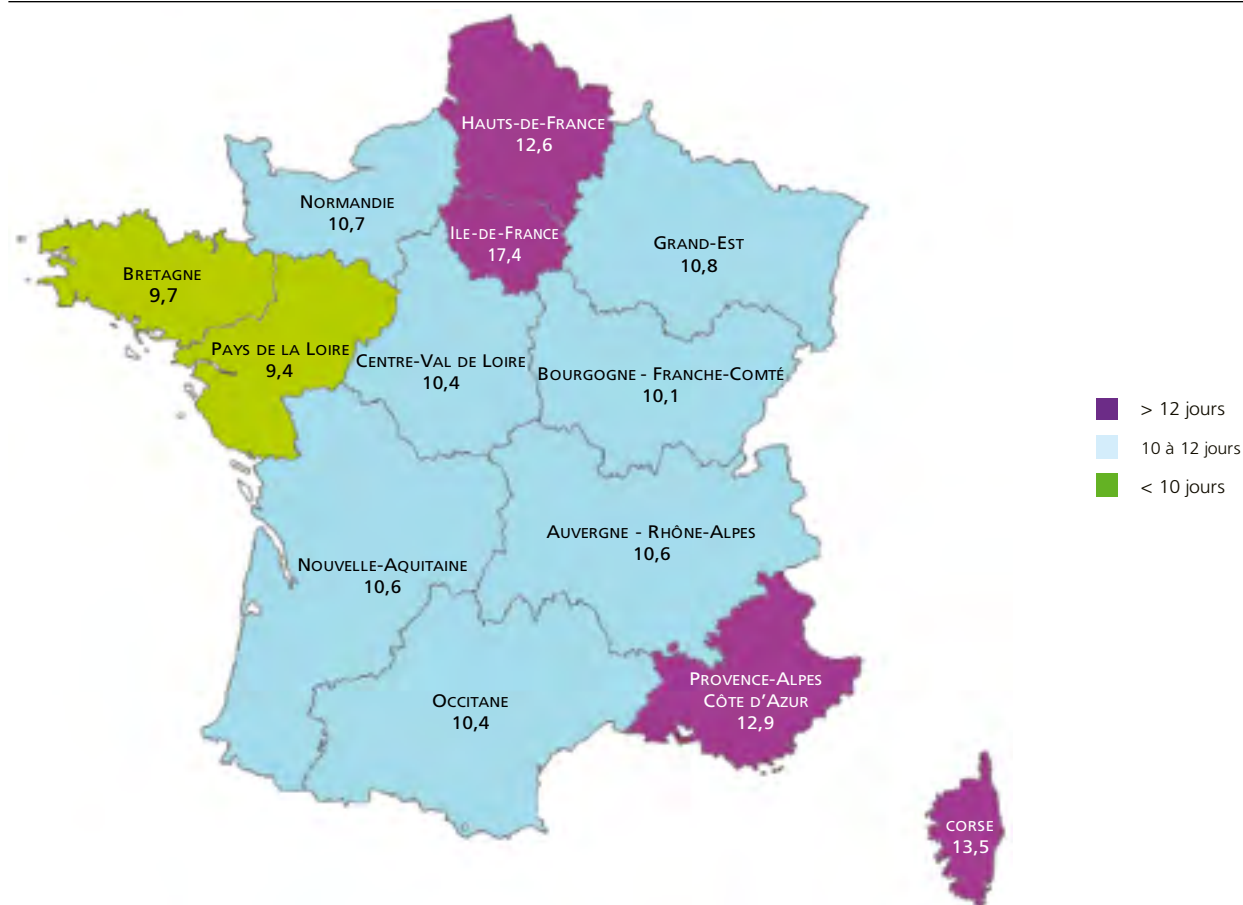 HAUTS-DE-FRANCE
12,6
NORMANDIE
10,7
ILE-DE-FRANCE
17,4
GRAND-EST
10,8
BRETAGNE
9,7
PAYS DE LA LOIRE
9,4
CENTRE-VAL DE LOIRE
10,4
BOURGOGNE - FRANCHE-COMTÉ
10,1
> 12 jours
10 à 12 jours
< 10 jours
AUVERGNE - RHÔNE-ALPES
10,6
NOUVELLE-AQUITAINE
10,6
PROVENCE-ALPES
CÔTE D'AZUR
12,9
OCCITANE
10,4
CORSE
13,5